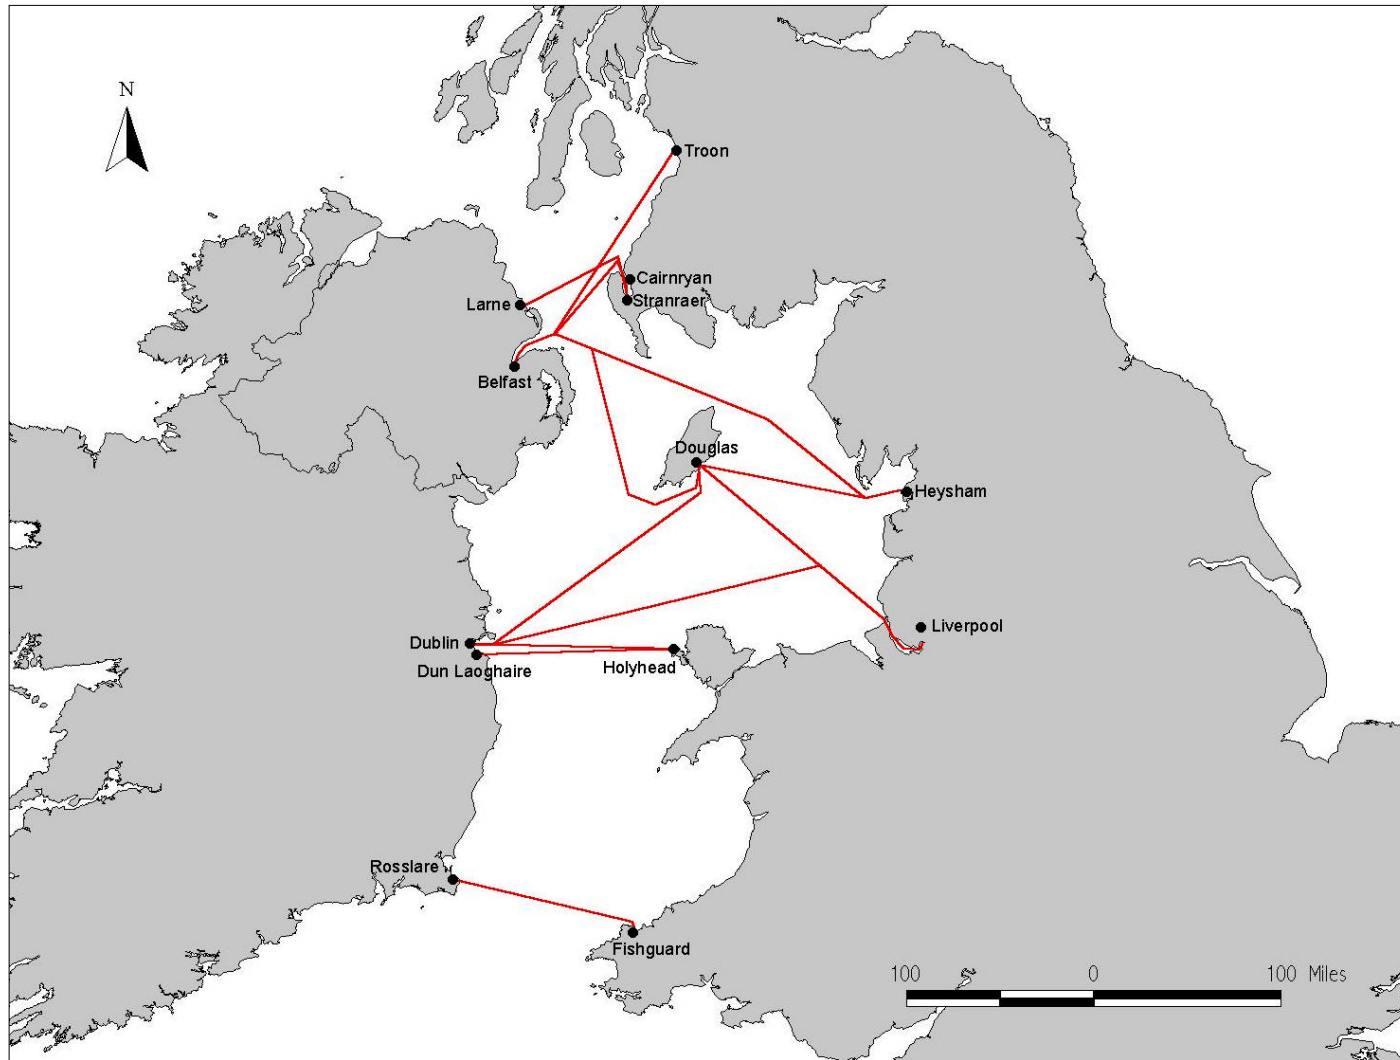 N
Troon
Cairnryan
Stranraer
Larne
Belfast
Douglas
Heysham
Liverpool
Dublin
Dun Laoghaire
Holyhead
Rosslare
Fishguard
100 0 100 Miles